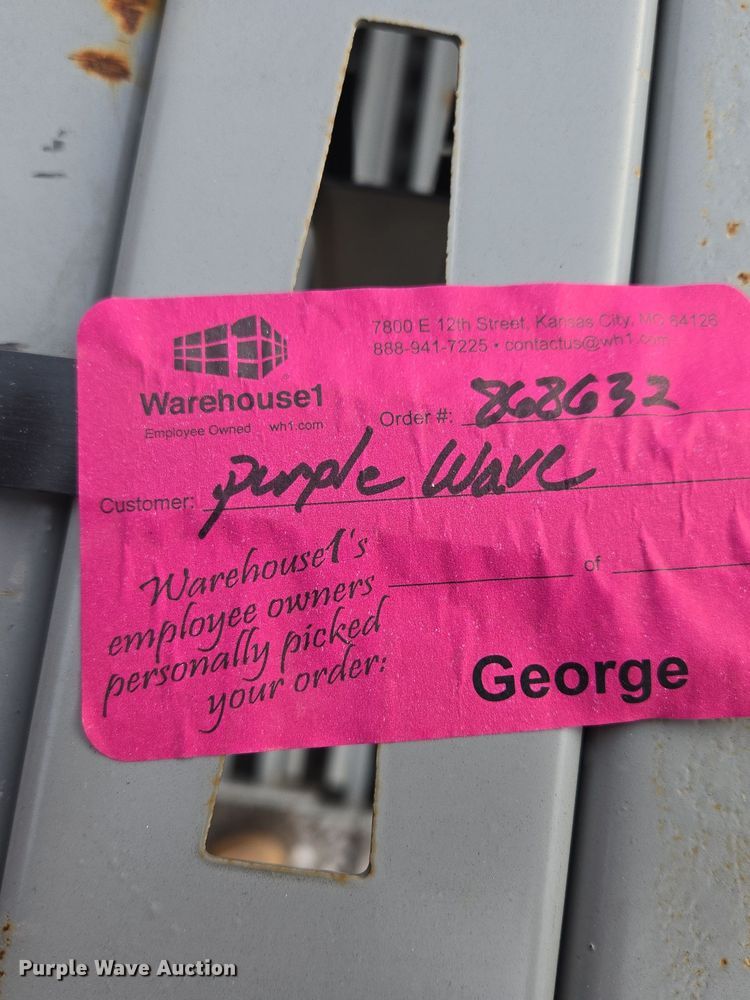 7800 E 12th Street, Kansas City, MO 64126
888-941-7225 • contactus@wh1.com
Warehouse1
Employee Owned wh1.com
Order #: 868632
Customer: purple Wave
Warehouse1's
employee owners
personally picked
your order:
of
George
Purple Wave Auction